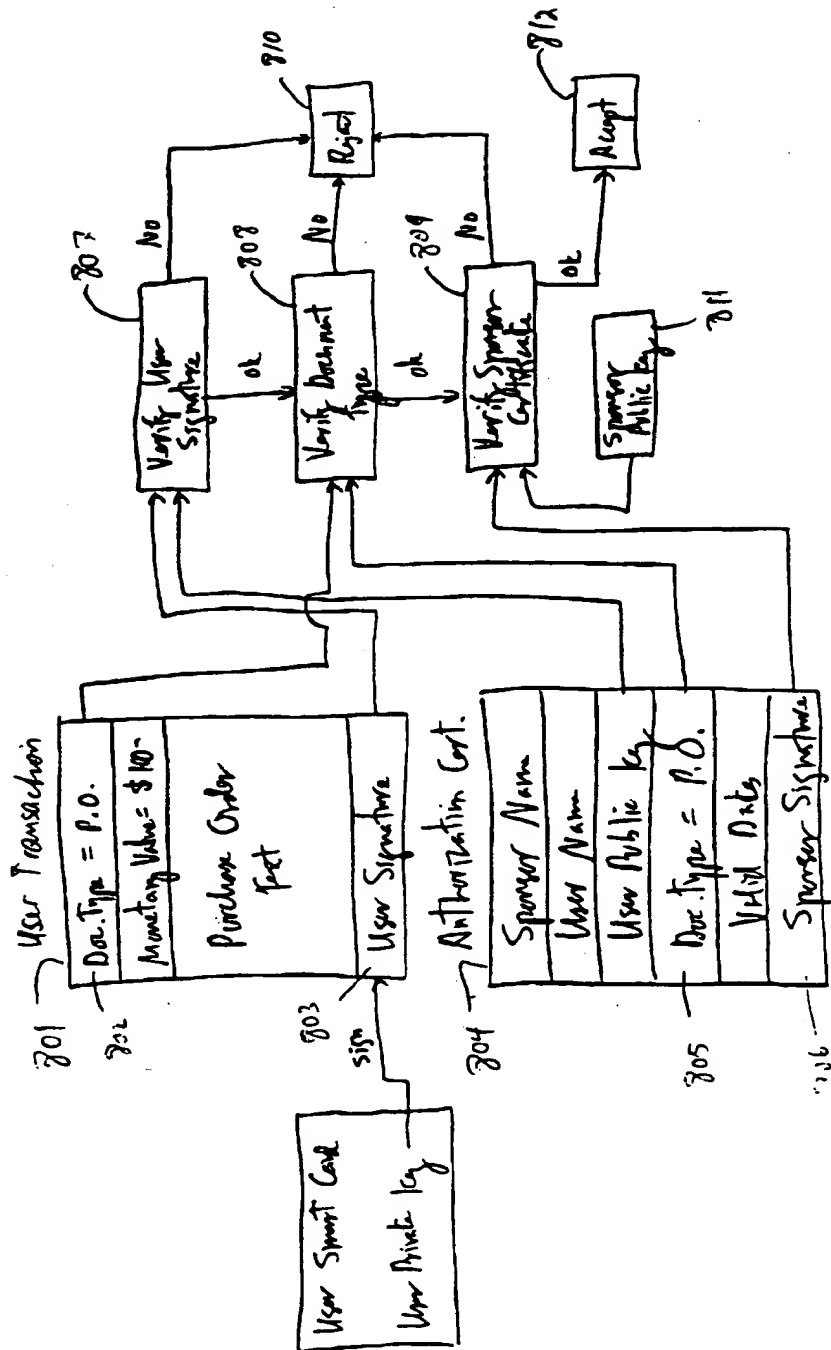 User Smart Card
User Private Key
sign
801
User Transaction
802
Doc. Type = P.O.
Monetary Value = $100-
Purchase Order
Text
803
User Signature
804
Authorization Cert.
Sponsor Name
User Name
User Public Key
805
Doc. Type = P.O.
Valid Dates
Sponsor Signature
807
Verify User
Signature
No
ok
808
Verify Document
Type
No
ok
809
Verify Sponsor
Certificate
No
ok
810
Reject
811
Sponsor
Public Key
812
Accept